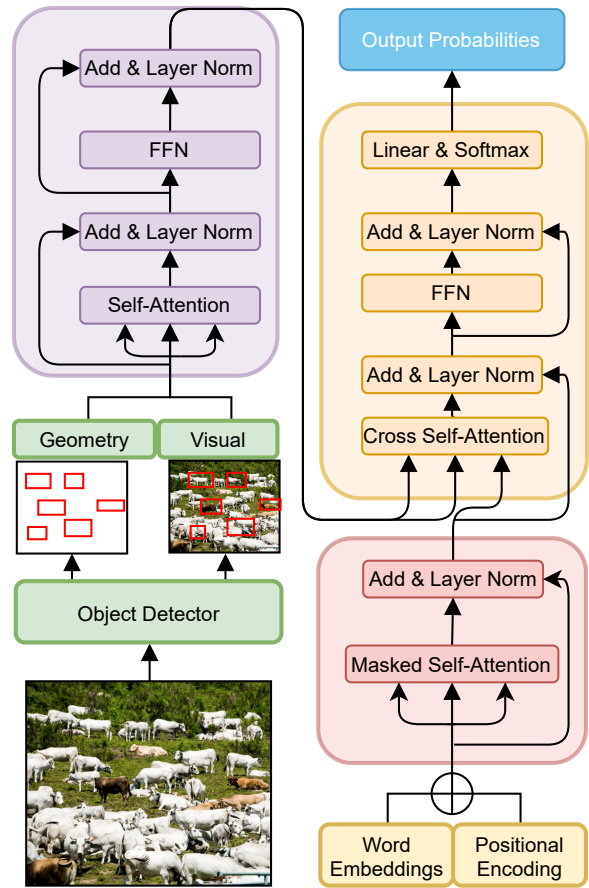 Add & Layer Norm
FFN
Add & Layer Norm
Self-Attention
Geometry
Visual
Object Detector
Output Probabilities
Linear & Softmax
Add & Layer Norm
FFN
Add & Layer Norm
Cross Self-Attention
Add & Layer Norm
Masked Self-Attention
Word
Embeddings
Positional
Encoding